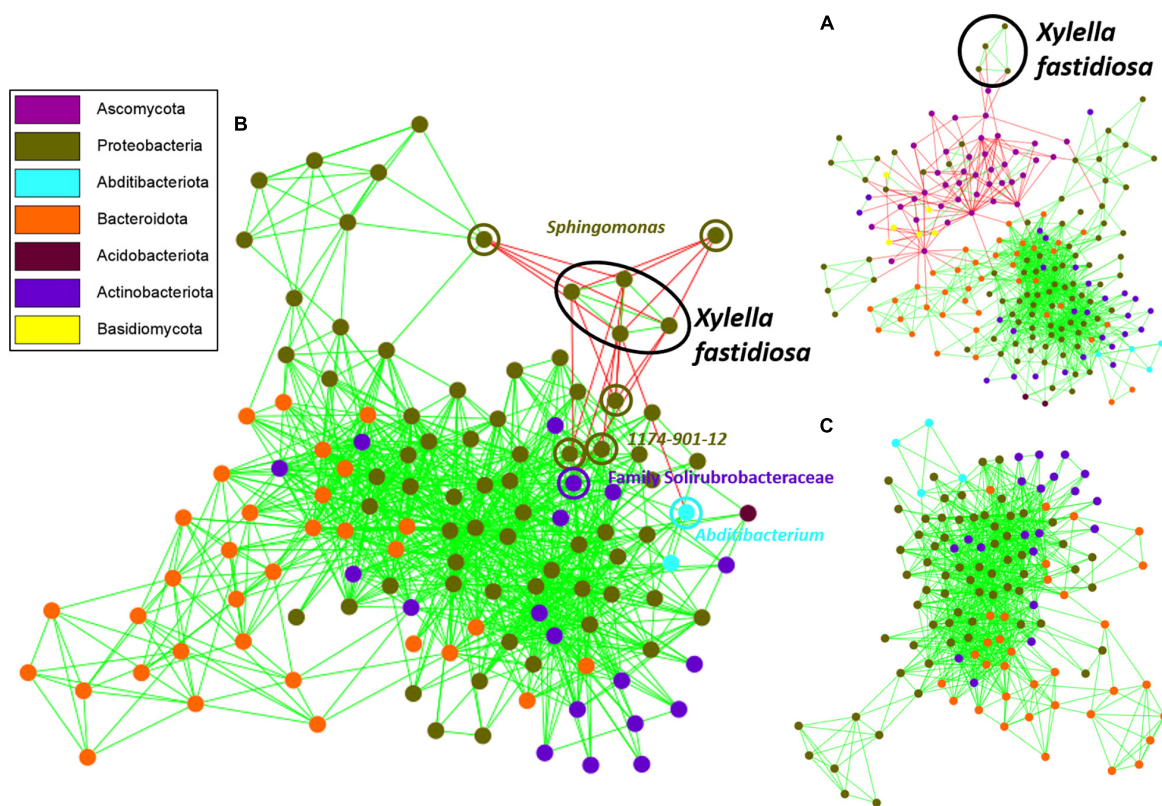 A
Xylella
fastidiosa
Ascomycota
Proteobacteria
Abditibacteriota
Bacteroidota
Acidobacteriota
Actinobacteriota
Basidiomycota
B
Sphingomonas
Xylella
fastidiosa
1174-901-12
Family Solirubrobacteraceae
Abditibacterium
C